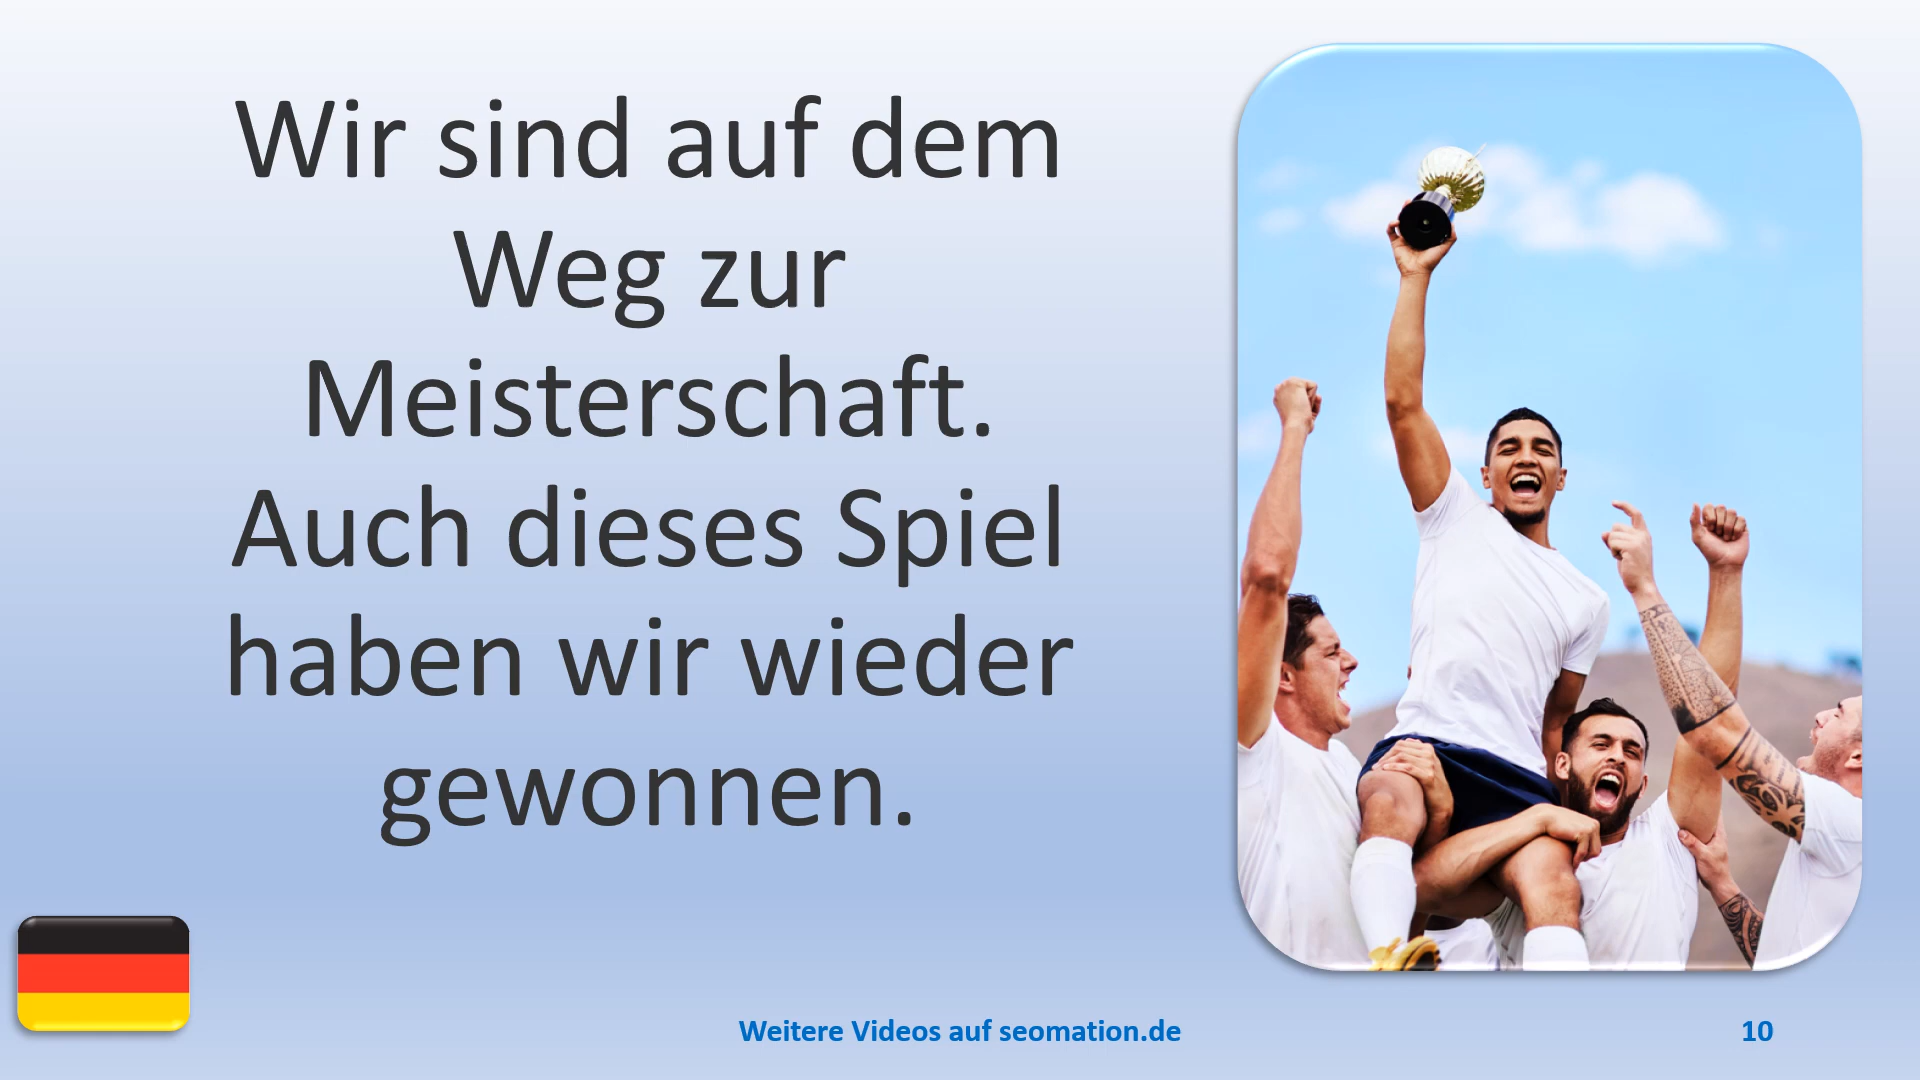 Wir sind auf dem
Weg zur
Meisterschaft.
Auch dieses Spiel
haben wir wieder
gewonnen.
Weitere Videos auf seomation.de
10